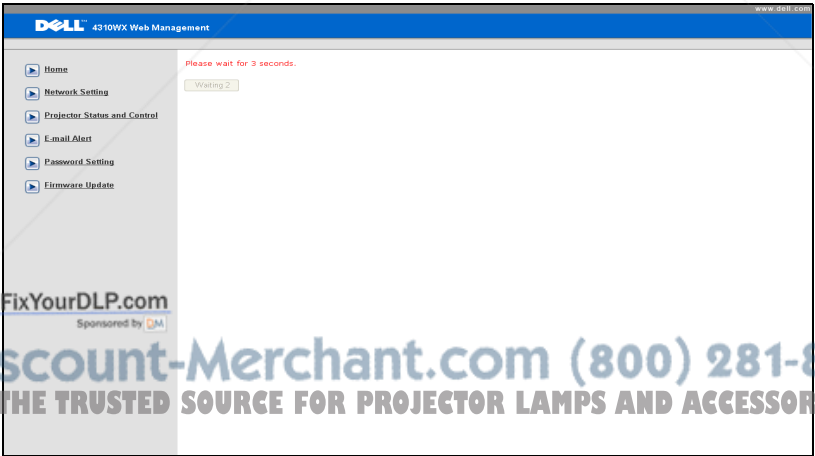 www.dell.com
DELL™ 4310WX Web Management
Home
Network Setting
Projector Status and Control
E-mail Alert
Password Setting
Firmware Update
Please wait for 3 seconds.
Waiting 2
FixYourDLP.com
Sponsored by DM
scount-Merchant.com (800) 281-8
THE TRUSTED SOURCE FOR PROJECTOR LAMPS AND ACCESSOR